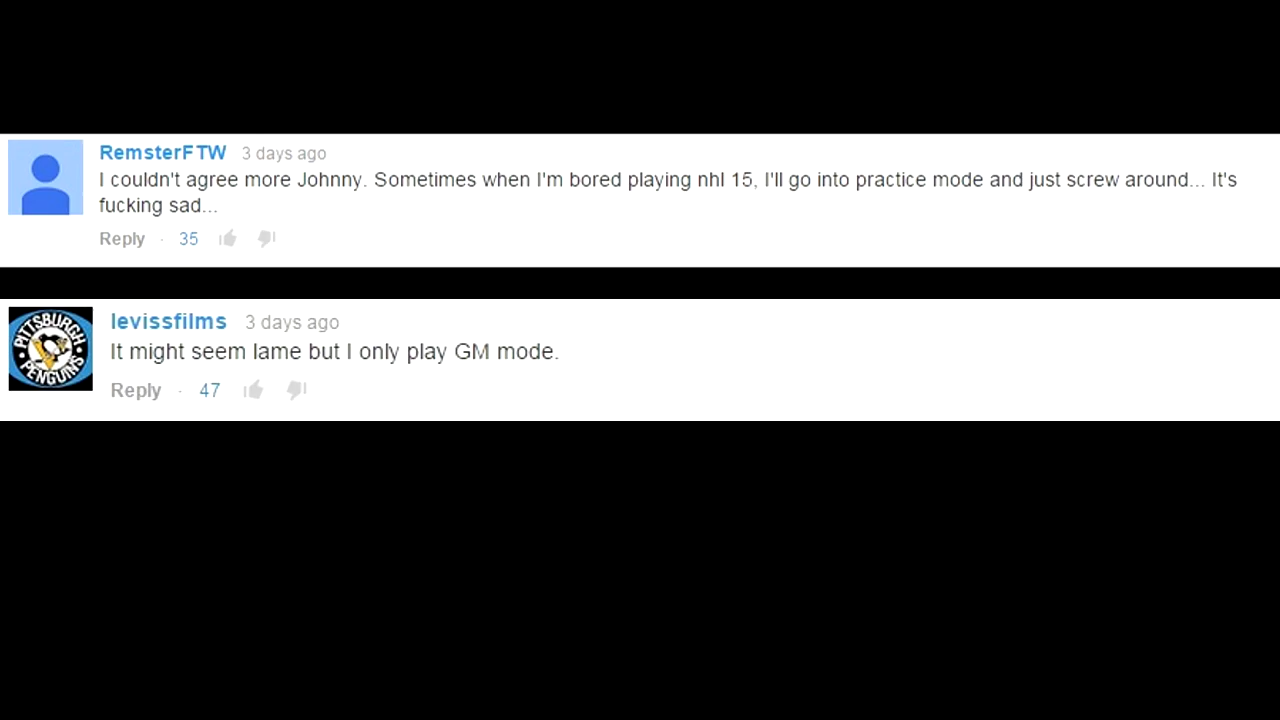 RemsterFTW 3 days ago
I couldn't agree more Johnny. Sometimes when I'm bored playing nhl 15, I'll go into practice mode and just screw around... It's
fucking sad...
Reply · 35
PITTSBURGH
PENGUINS
levissfilms 3 days ago
It might seem lame but I only play GM mode.
Reply · 47